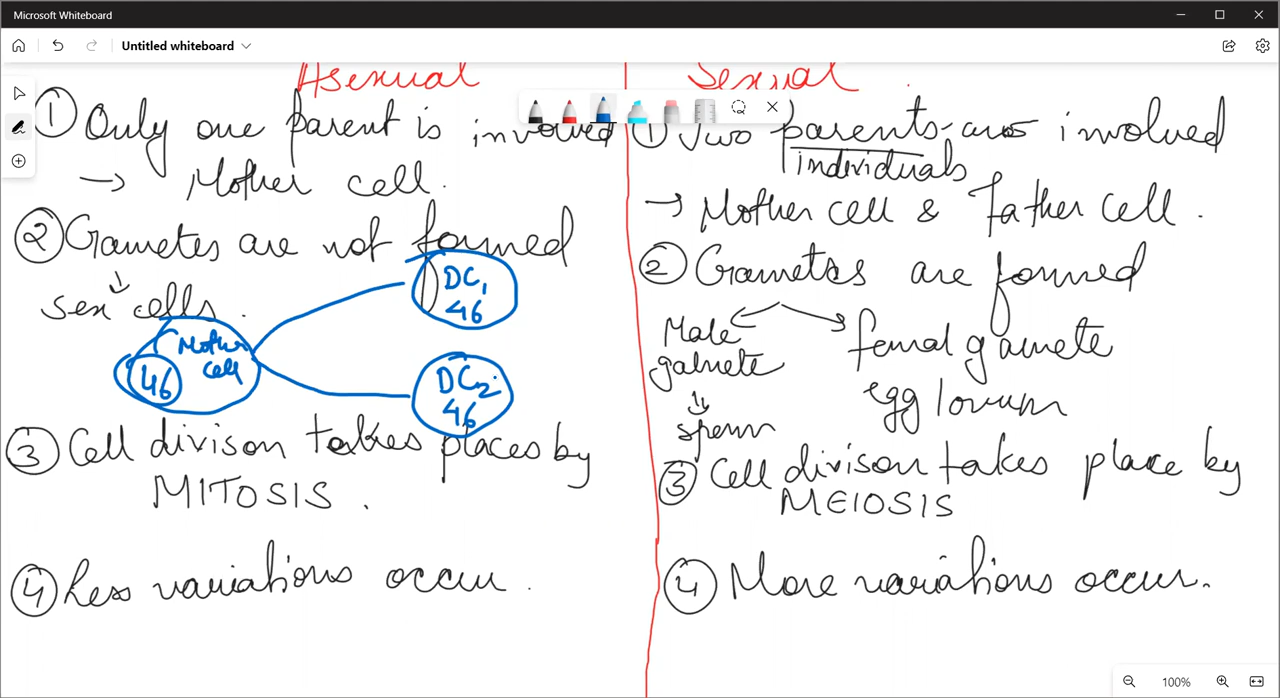 Microsoft Whiteboard
Untitled whiteboard
Asexual
① Only one parent is involved
→ Mother cell.
② Gametes are not formed
sex cells.
Mother
cell
46
DC1
46
DC2
46
③ Cell divison takes places by
MITOSIS.
④ Less variations occur.
Sexual
① Two parents are involved
individuals
→ Mother cell & Father cell.
② Gametes are formed
Male
gamete
sperm
femal gamete
egg / ovum
③ Cell divison takes place by
MEIOSIS
④ More variations occur.
100%